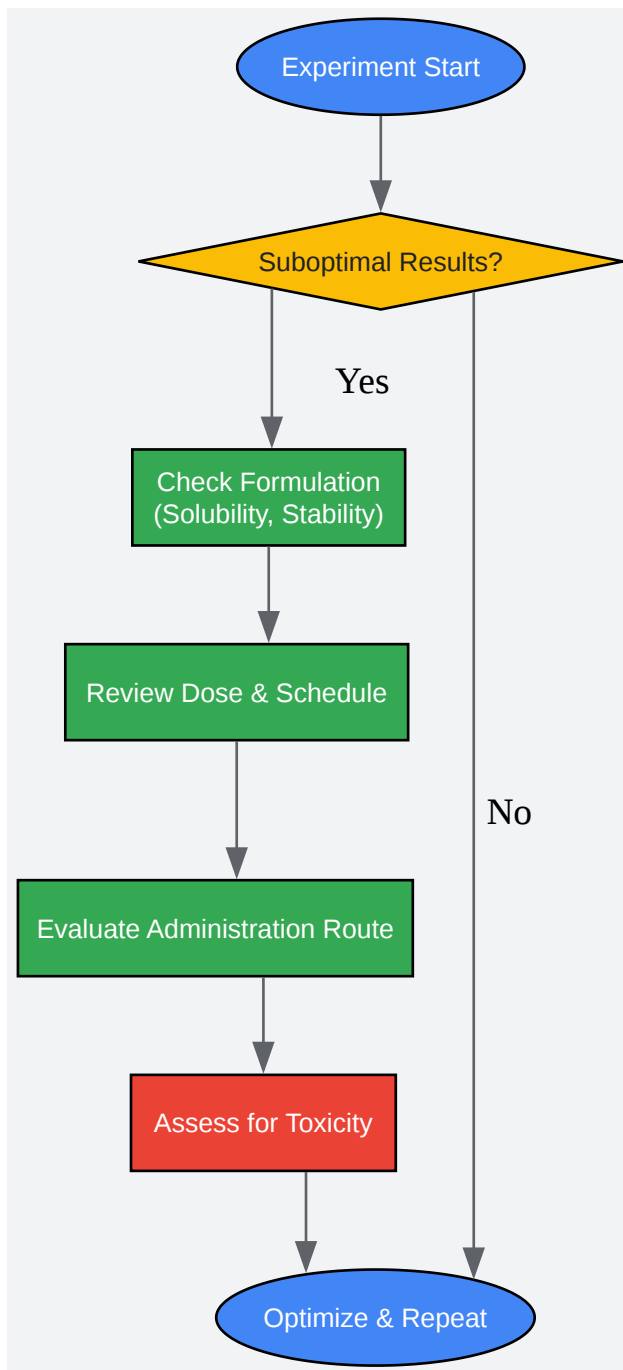 Experiment Start
Suboptimal Results?
Yes
Check Formulation
(Solubility, Stability)
Review Dose & Schedule
No
Evaluate Administration Route
Assess for Toxicity
Optimize & Repeat